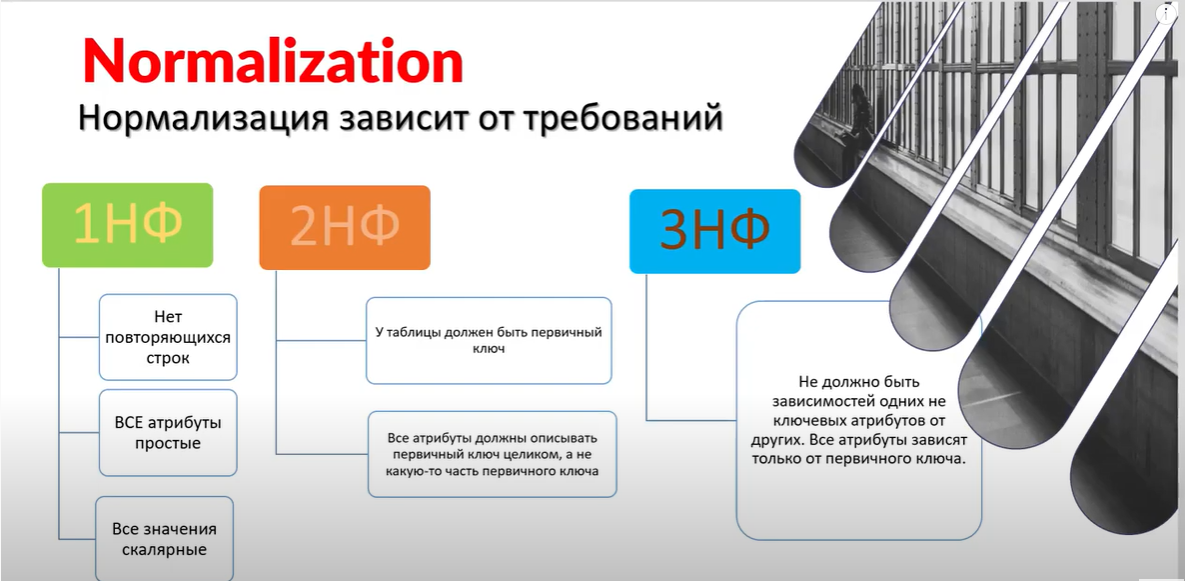 Normalization
Нормализация зависит от требований
1НФ
Нет
повторяющихся
строк
ВСЕ атрибуты
простые
Все значения
скалярные
2НФ
У таблицы должен быть первичный
ключ
Все атрибуты должны описывать
первичный ключ целиком, а не
какую-то часть первичного ключа
3НФ
Не должно быть
зависимостей одних не
ключевых атрибутов от
других. Все атрибуты зависят
только от первичного ключа.